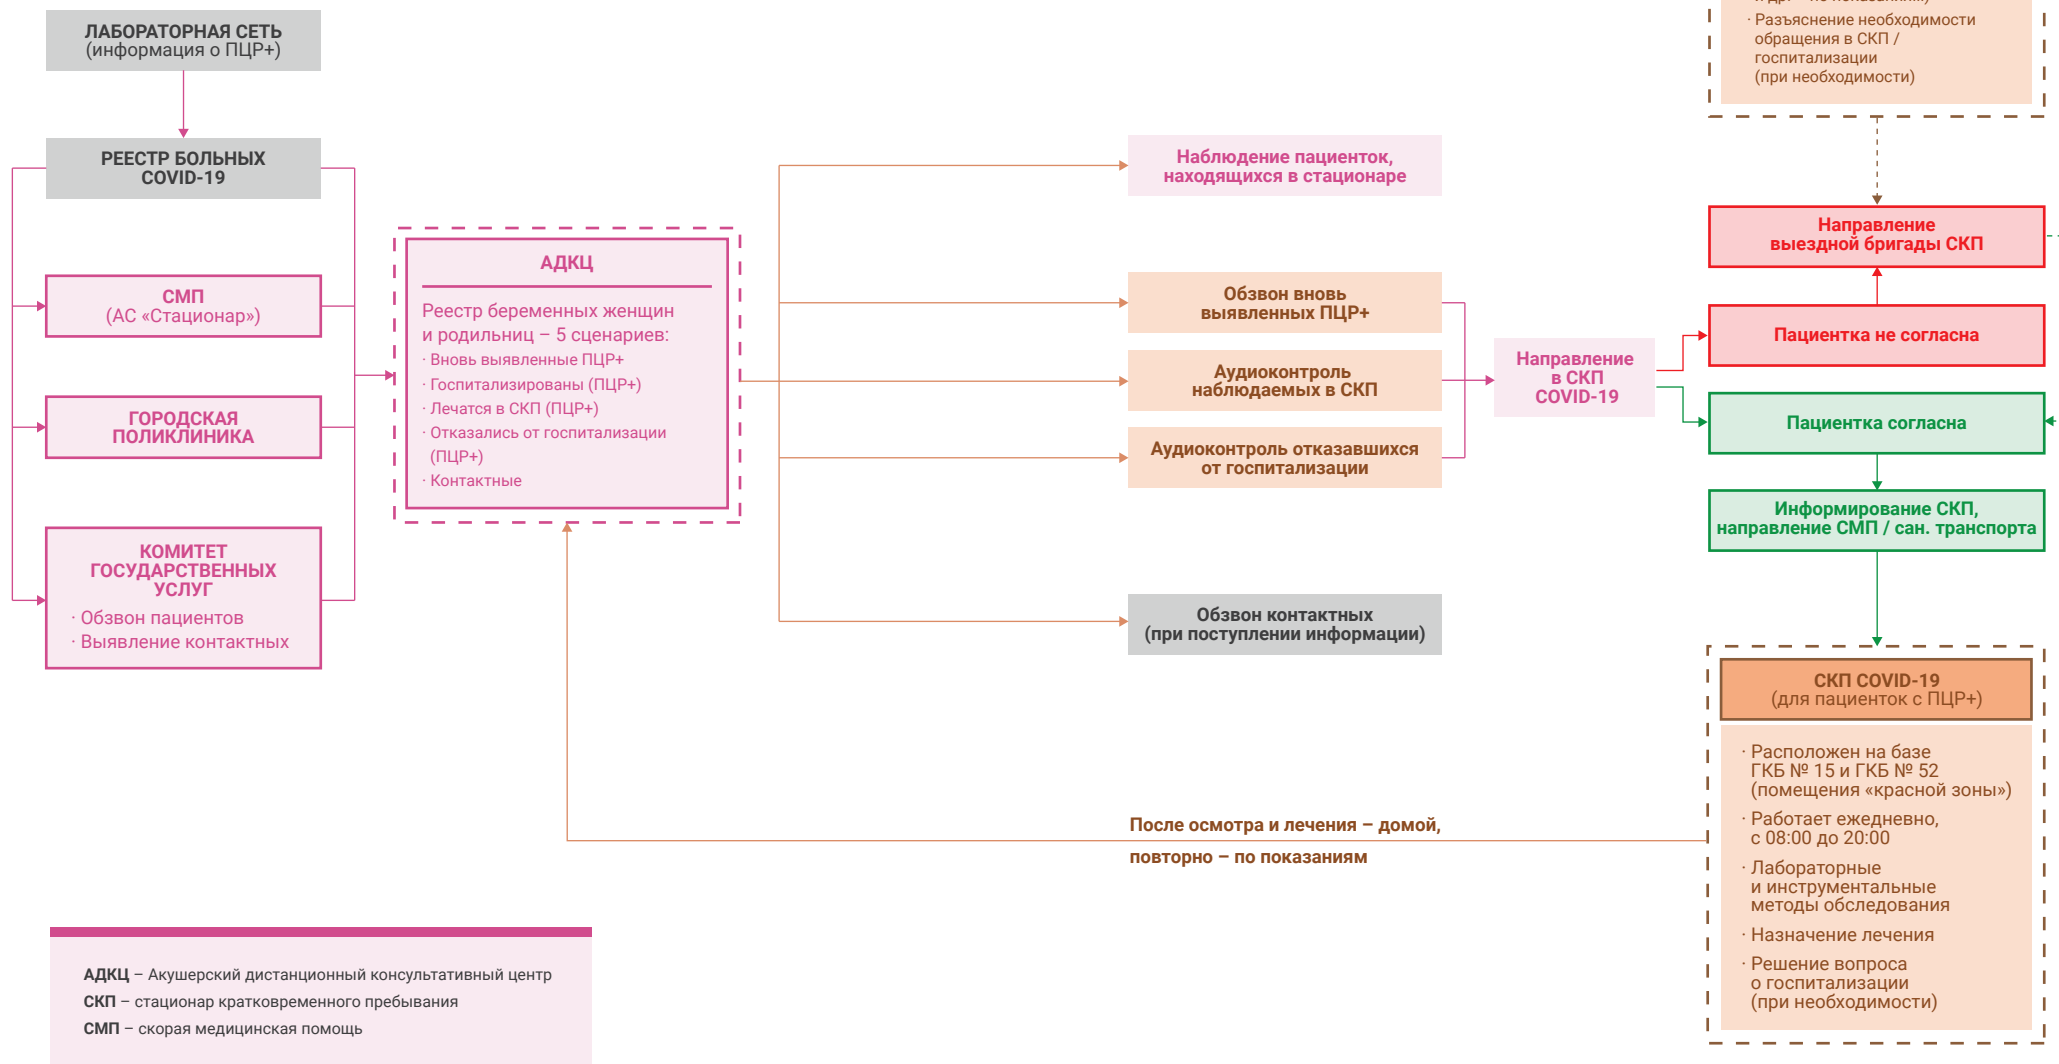 ЛАБОРАТОРНАЯ СЕТЬ
(информация о ПЦР+)
РЕЕСТР БОЛЬНЫХ
COVID-19
СМП
(АС «Стационар»)
ГОРОДСКАЯ
ПОЛИКЛИНИКА
КОМИТЕТ
ГОСУДАРСТВЕННЫХ
УСЛУГ
· Обзвон пациентов
· Выявление контактных
АДКЦ
Реестр беременных женщин
и родильниц – 5 сценариев:
· Вновь выявленные ПЦР+
· Госпитализированы (ПЦР+)
· Лечатся в СКП (ПЦР+)
· Отказались от госпитализации
(ПЦР+)
· Контактные
Наблюдение пациенток,
находящихся в стационаре
Обзвон вновь
выявленных ПЦР+
Аудиоконтроль
наблюдаемых в СКП
Аудиоконтроль отказавшихся
от госпитализации
Обзвон контактных
(при поступлении информации)
Направление
в СКП
COVID-19
· Разъяснение необходимости
обращения в СКП /
госпитализации
(при необходимости)
Направление
выездной бригады СКП
Пациентка не согласна
Пациентка согласна
Информирование СКП,
направление СМП / сан. транспорта
СКП COVID-19
(для пациенток с ПЦР+)
· Расположен на базе
ГКБ № 15 и ГКБ № 52
(помещения «красной зоны»)
· Работает ежедневно,
с 08:00 до 20:00
· Лабораторные
и инструментальные
методы обследования
· Назначение лечения
· Решение вопроса
о госпитализации
(при необходимости)
После осмотра и лечения – домой,
повторно – по показаниям
АДКЦ – Акушерский дистанционный консультативный центр
СКП – стационар кратковременного пребывания
СМП – скорая медицинская помощь